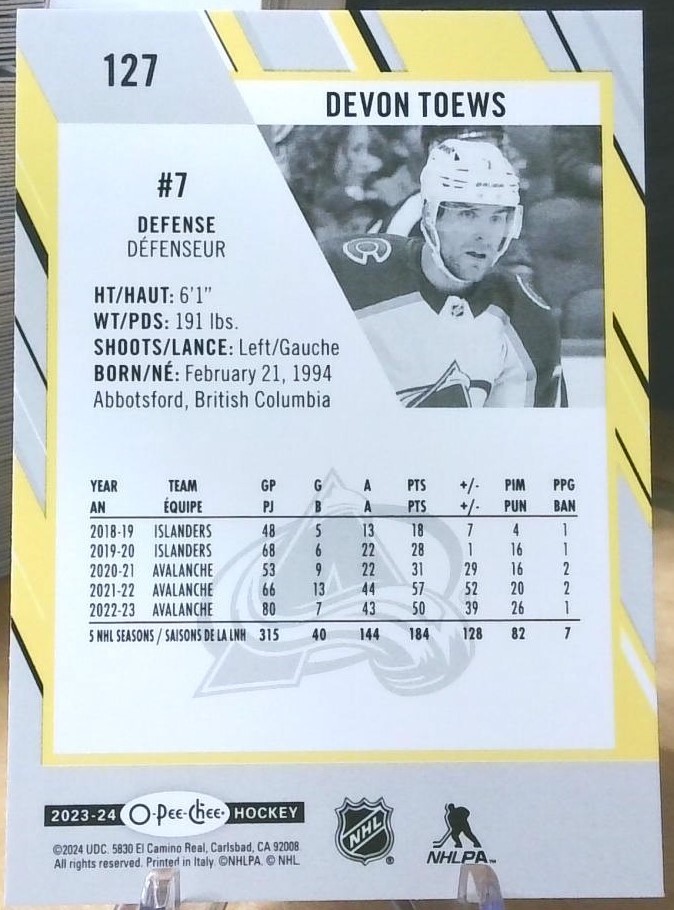 127
DEVON TOEWS
#7
DEFENSE
DÉFENSEUR
HT/HAUT: 6'1"
WT/PDS: 191 lbs.
SHOOTS/LANCE: Left/Gauche
BORN/NÉ: February 21, 1994
Abbotsford, British Columbia
YEAR TEAM GP G A PTS +/- PIM PPG
AN ÉQUIPE PJ B A PTS +/- PUN BAN
2018-19 ISLANDERS 48 5 13 18 7 4 1
2019-20 ISLANDERS 68 6 22 28 1 16 1
2020-21 AVALANCHE 53 9 22 31 29 16 2
2021-22 AVALANCHE 66 13 44 57 52 20 2
2022-23 AVALANCHE 80 7 43 50 39 26 1
5 NHL SEASONS / SAISONS DE LA LNH 315 40 144 184 128 82 7
2023-24 O-Pee-Chee HOCKEY
©2024 UDC. 5830 El Camino Real, Carlsbad, CA 92008.
All rights reserved. Printed in Italy. ©NHLPA. © NHL.
NHL
®
NHLPA™